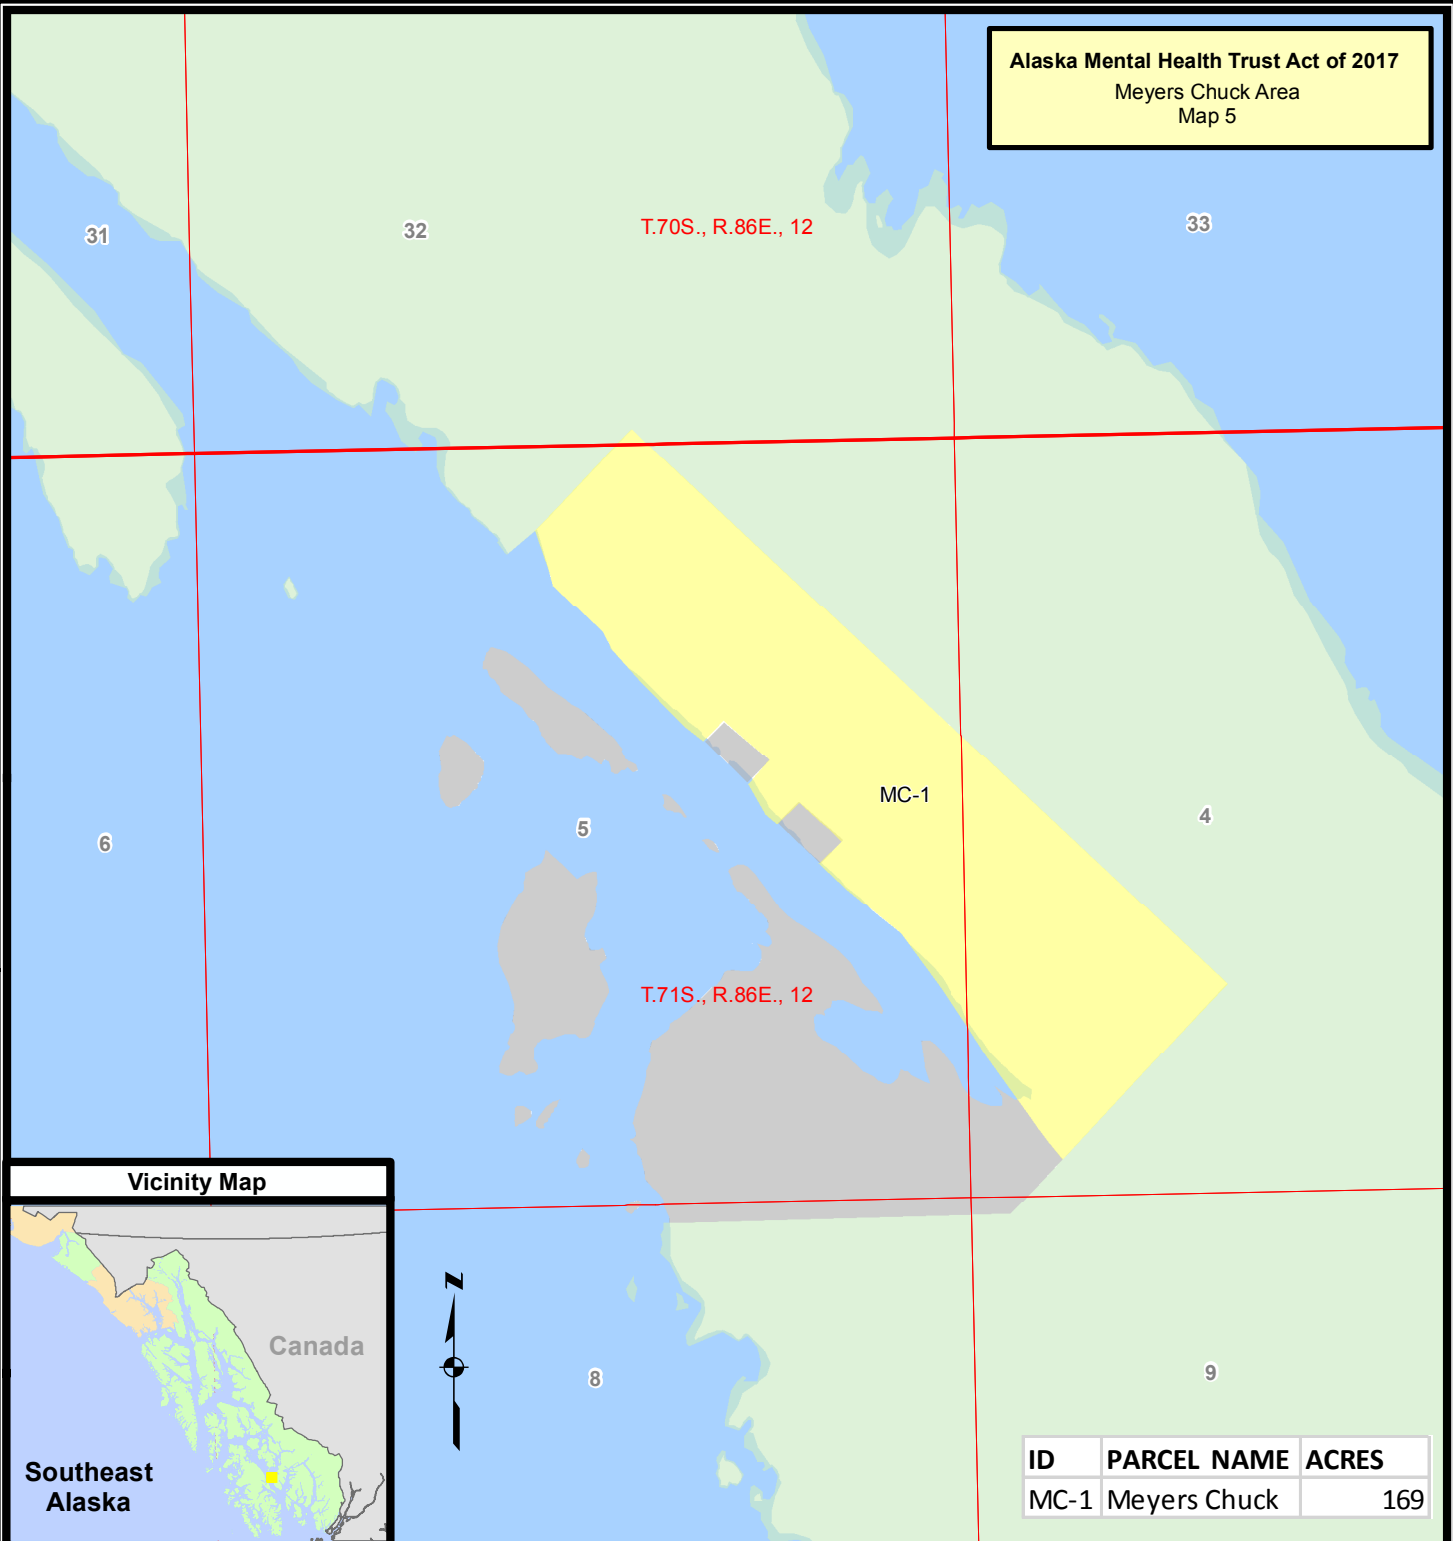 Alaska Mental Health Trust Act of 2017
Meyers Chuck Area
Map 5
31
32
T.70S., R.86E., 12
33
MC-1
6
5
4
T.71S., R.86E., 12
Vicinity Map
Canada
Southeast
Alaska
N
8
9
ID PARCEL NAME ACRES
MC-1 Meyers Chuck 169